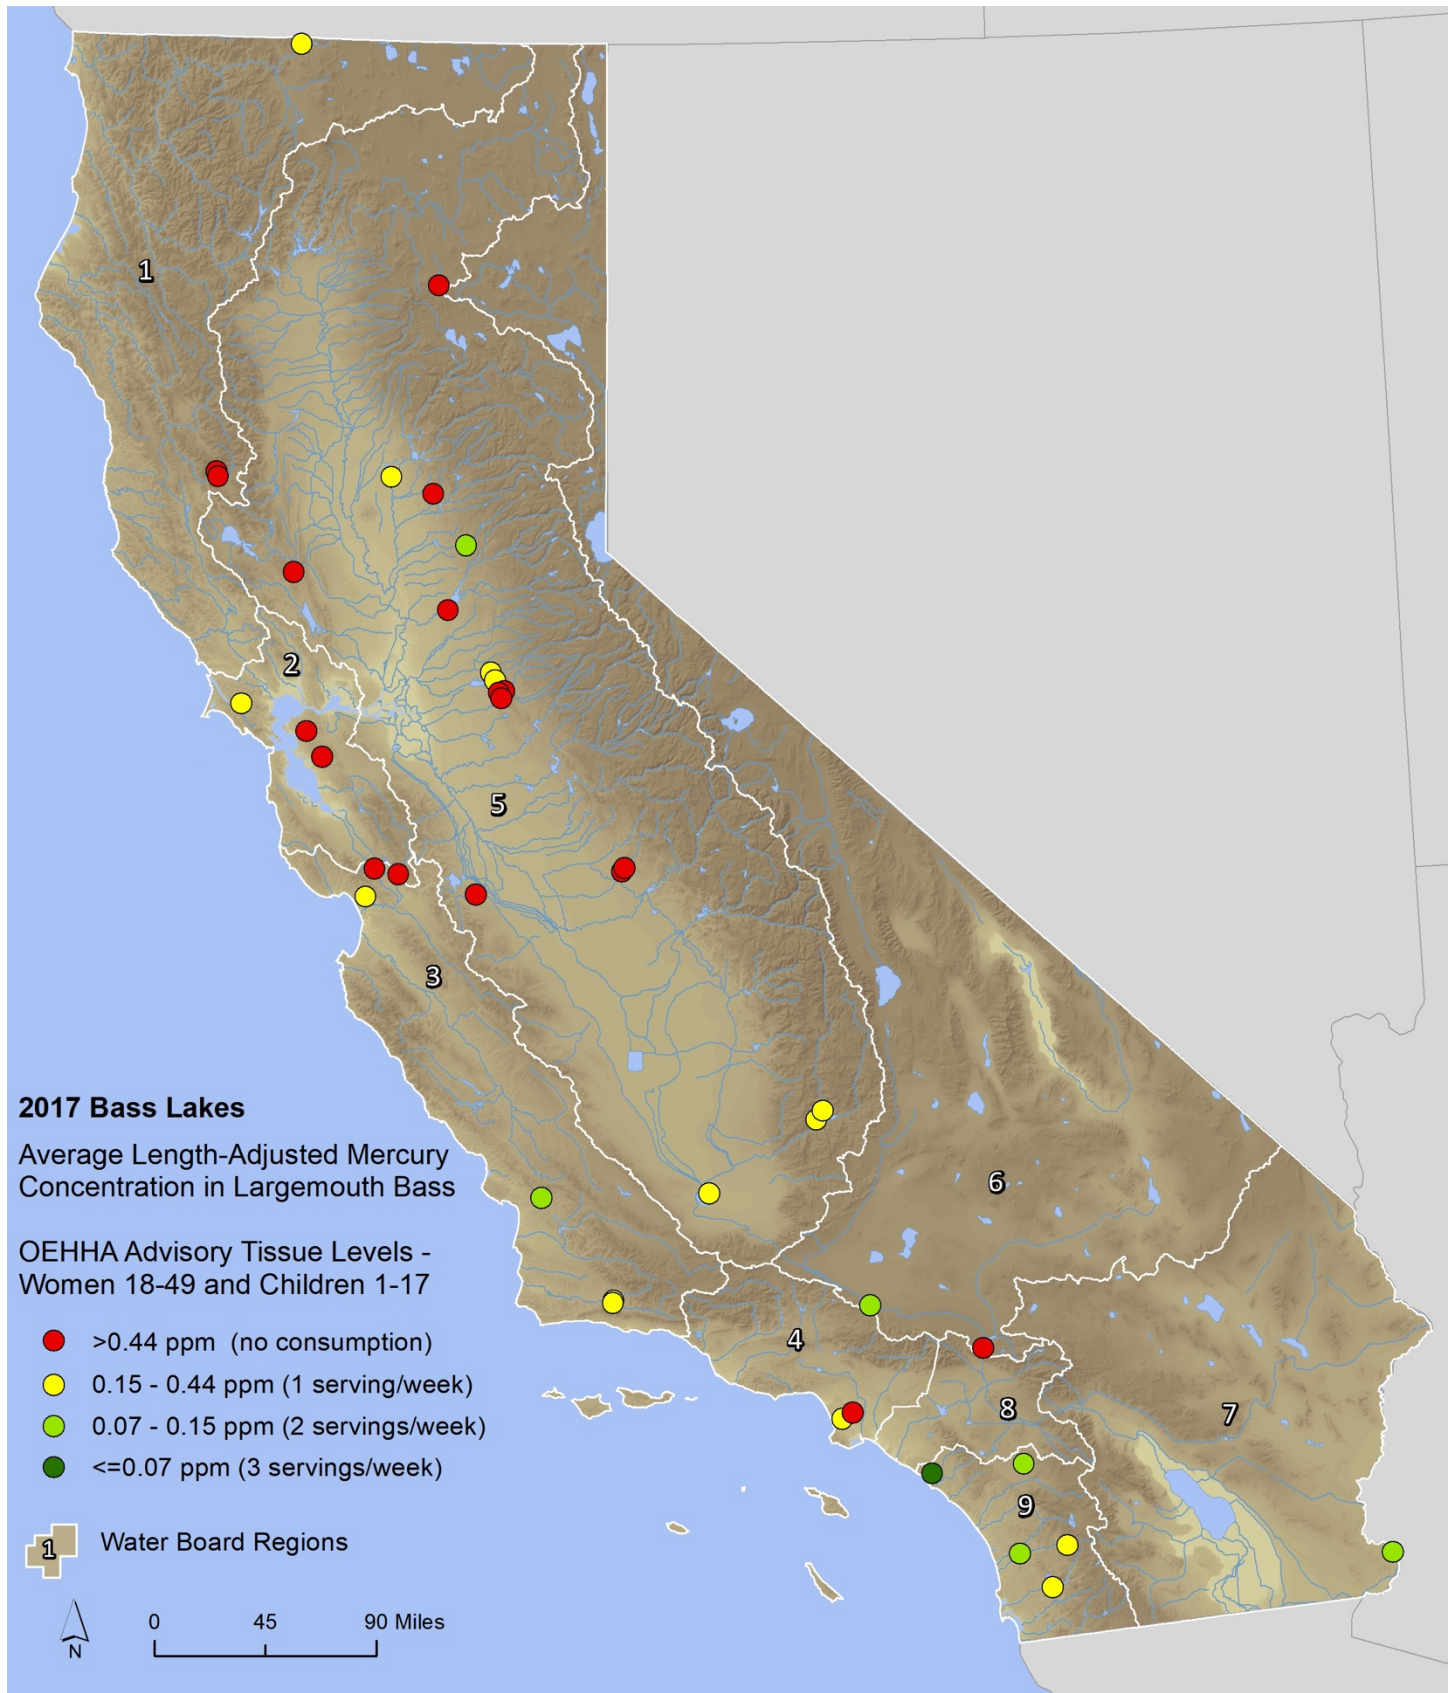 1
2
5
3
2017 Bass Lakes
Average Length-Adjusted Mercury
Concentration in Largemouth Bass
6
OEHHA Advisory Tissue Levels -
Women 18-49 and Children 1-17
4
>0.44 ppm (no consumption)
0.15 - 0.44 ppm (1 serving/week)
8
7
0.07 - 0.15 ppm (2 servings/week)
<=0.07 ppm (3 servings/week)
9
1
Water Board Regions
N
0 45 90 Miles